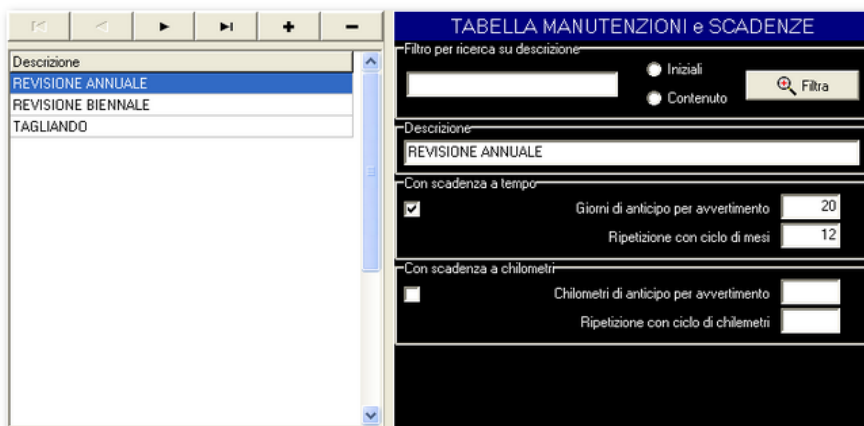 Descrizione
REVISIONE ANNUALE
REVISIONE BIENNALE
TAGLIANDO
TABELLA MANUTENZIONI e SCADENZE
Filtro per ricerca su descrizione
Iniziali
Contenuto
Filtra
Descrizione
REVISIONE ANNUALE
Con scadenza a tempo
Giorni di anticipo per avvertimento 20
Ripetizione con ciclo di mesi 12
Con scadenza a chilometri
Chilometri di anticipo per avvertimento
Ripetizione con ciclo di chilemetri